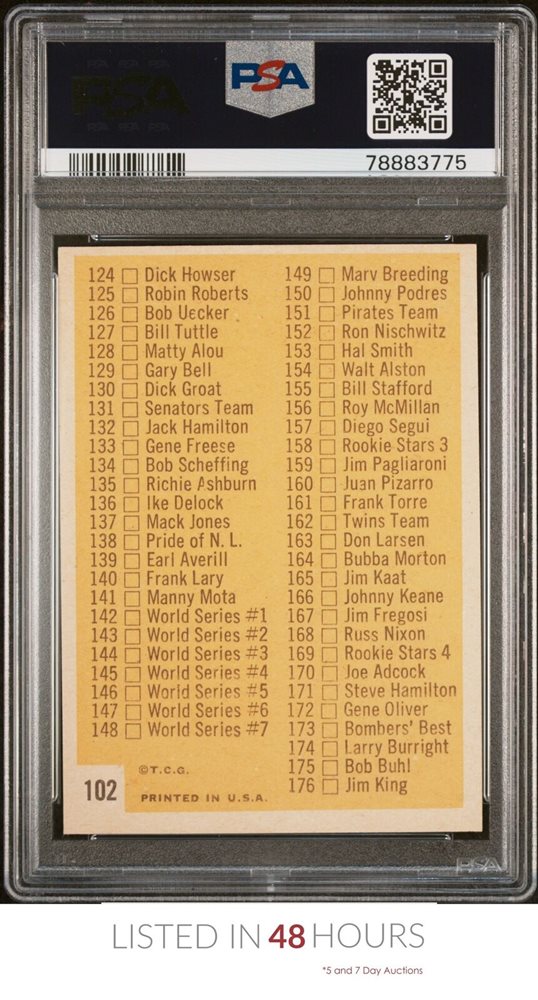 PSA
78883775
124 Dick Howser
125 Robin Roberts
126 Bob Uecker
127 Bill Tuttle
128 Matty Alou
129 Gary Bell
130 Dick Groat
131 Senators Team
132 Jack Hamilton
133 Gene Freese
134 Bob Scheffing
135 Richie Ashburn
136 Ike Delock
137 Mack Jones
138 Pride of N. L.
139 Earl Averill
140 Frank Lary
141 Manny Mota
142 World Series #1
143 World Series #2
144 World Series #3
145 World Series #4
146 World Series #5
147 World Series #6
148 World Series #7
149 Marv Breeding
150 Johnny Podres
151 Pirates Team
152 Ron Nischwitz
153 Hal Smith
154 Walt Alston
155 Bill Stafford
156 Roy McMillan
157 Diego Segui
158 Rookie Stars 3
159 Jim Pagliaroni
160 Juan Pizarro
161 Frank Torre
162 Twins Team
163 Don Larsen
164 Bubba Morton
165 Jim Kaat
166 Johnny Keane
167 Jim Fregosi
168 Russ Nixon
169 Rookie Stars 4
170 Joe Adcock
171 Steve Hamilton
172 Gene Oliver
173 Bombers' Best
174 Larry Burright
175 Bob Buhl
176 Jim King
©T.C.G.
102
PRINTED IN U.S.A.
PSA
LISTED IN 48 HOURS
*5 and 7 Day Auctions